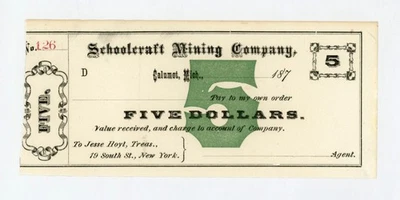 No. 126
Schoolcraft Mining Company,
D Calumet, Mich., 187
5
Pay to my own order
FIVE DOLLARS.
Value received, and charge to account of Company.
To Jesse Hoyt, Treas.,
19 South St., New York.
Agent.
FIVE.
5